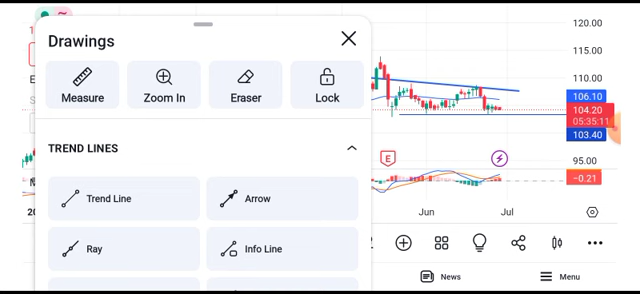 Drawings
Measure
Zoom In
Eraser
Lock
TREND LINES
Trend Line
Arrow
Ray
Info Line
120.00
115.00
110.00
106.10
104.20
05:35:11
103.40
95.00
−0.21
E
Jun
Jul
News
Menu